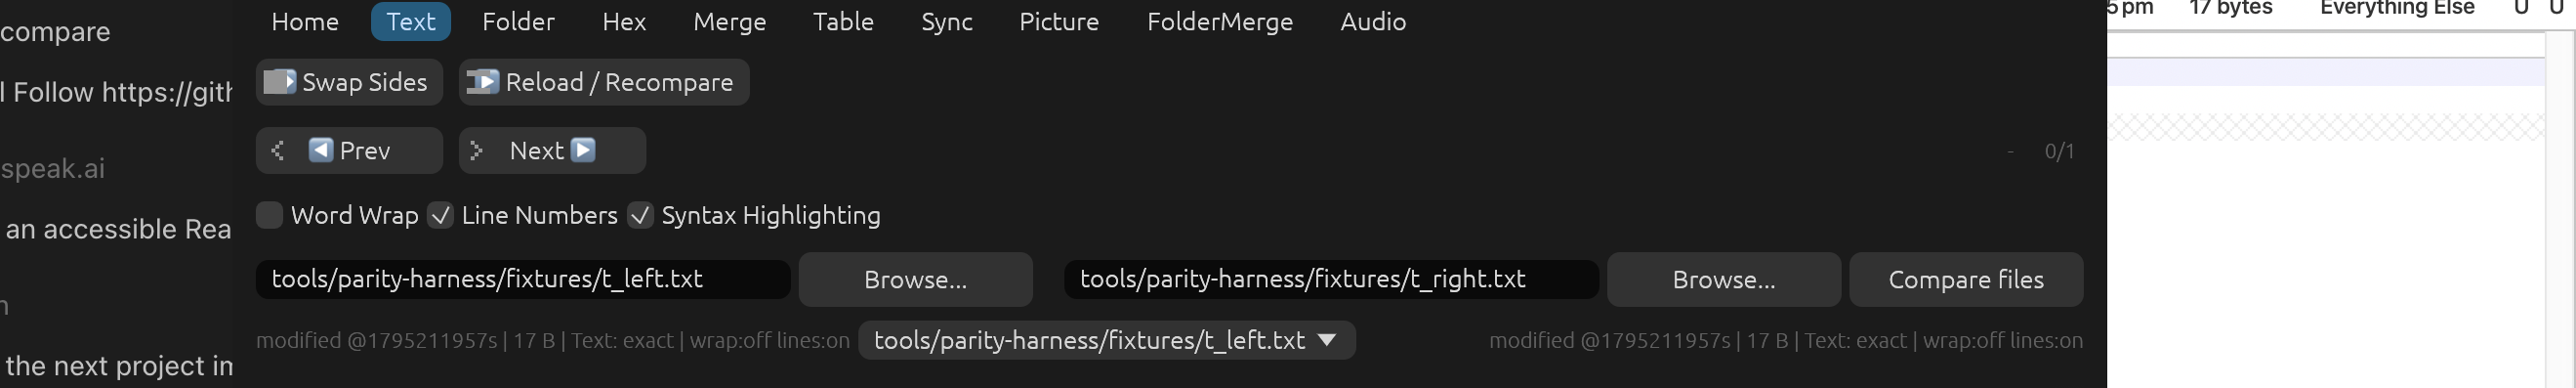 Home Text Folder Hex Merge Table Sync Picture FolderMerge Audio
5 pm 17 bytes Everything Else U U
compare
Swap Sides Reload / Recompare
l Follow https://gith
Prev Next - 0/1
speak.ai
Word Wrap Line Numbers Syntax Highlighting
an accessible Rea
tools/parity-harness/fixtures/t_left.txt Browse... tools/parity-harness/fixtures/t_right.txt Browse... Compare files
n
modified @1795211957s | 17 B | Text: exact | wrap:off lines:on tools/parity-harness/fixtures/t_left.txt modified @1795211957s | 17 B | Text: exact | wrap:off lines:on
the next project im